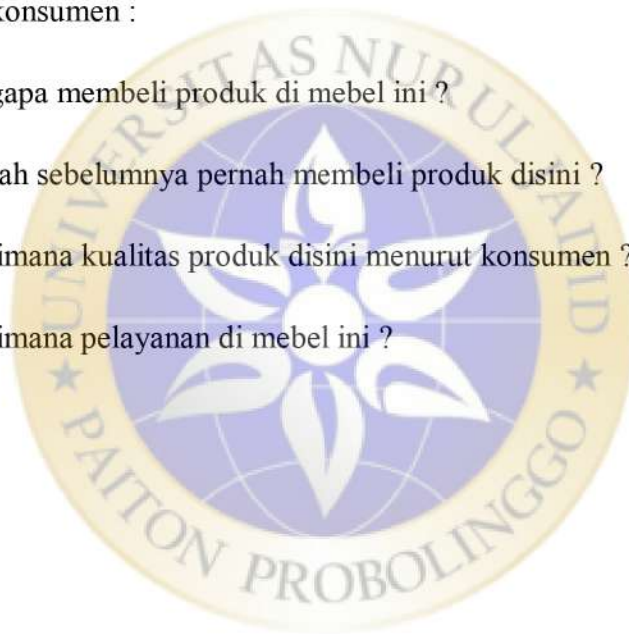 konsumen :
gapa membeli produk di mebel ini ?
ah sebelumnya pernah membeli produk disini ?
imana kualitas produk disini menurut konsumen ?
imana pelayanan di mebel ini ?
UNIVERSITAS NURUL JADID
★ PAITON PROBOLINGGO ★